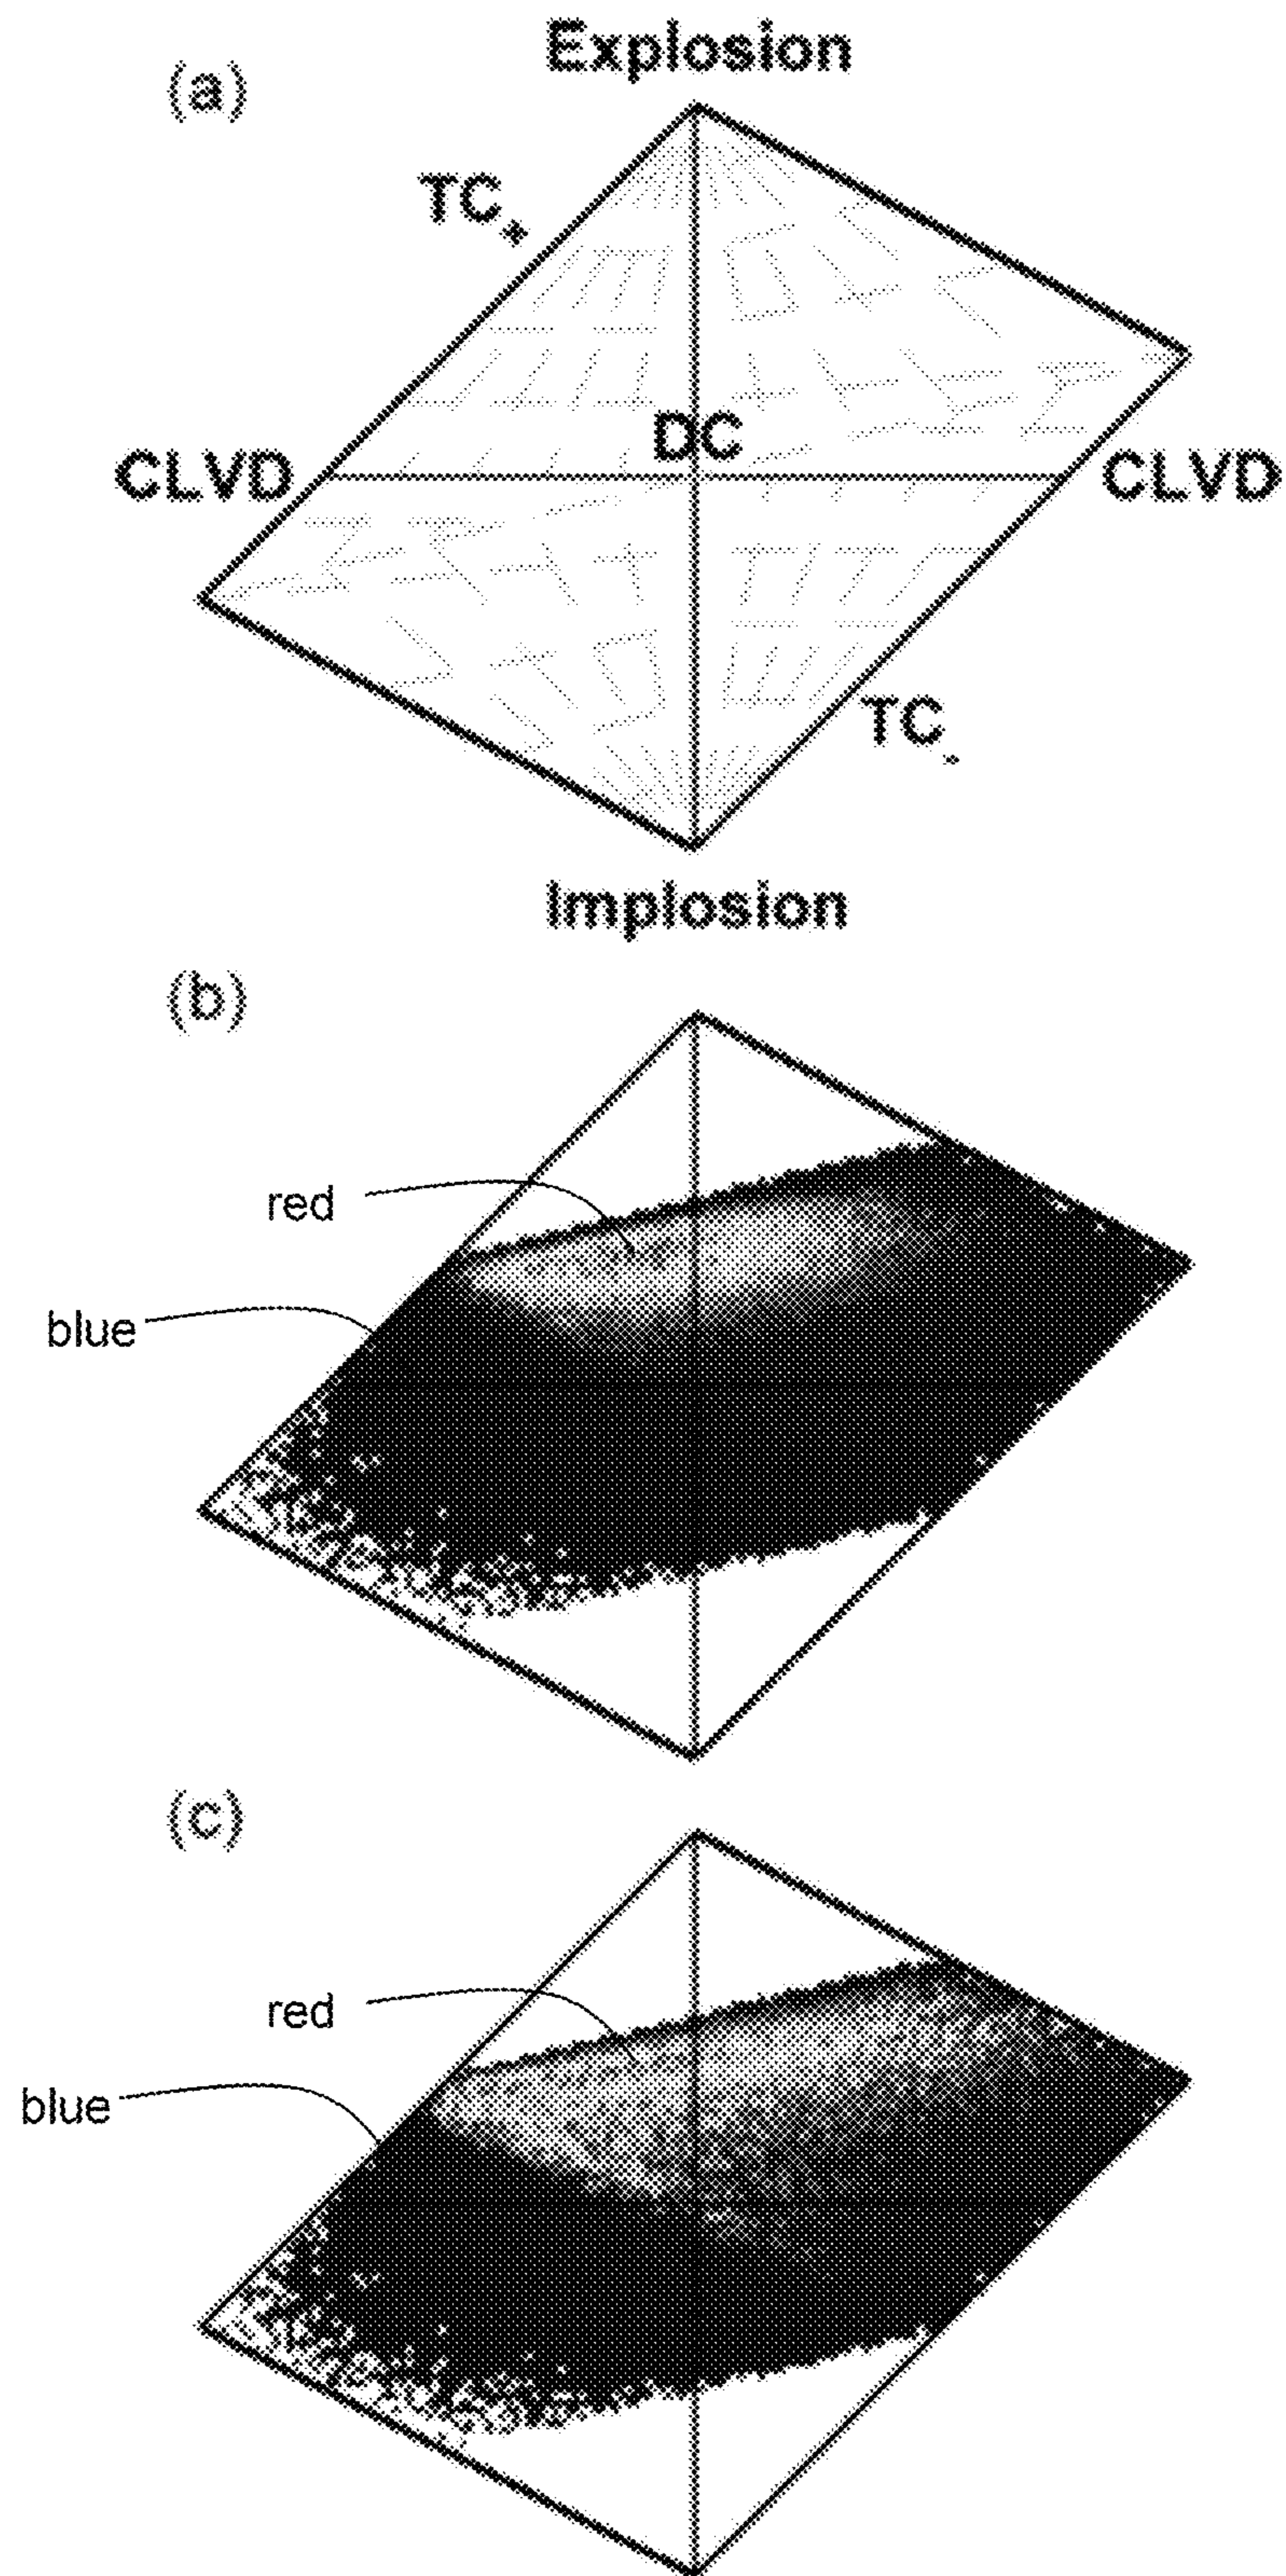 Explosion
(a)
TC+
DC
CLVD
CLVD
TC-
Implosion
(b)
red
blue
(c)
red
blue